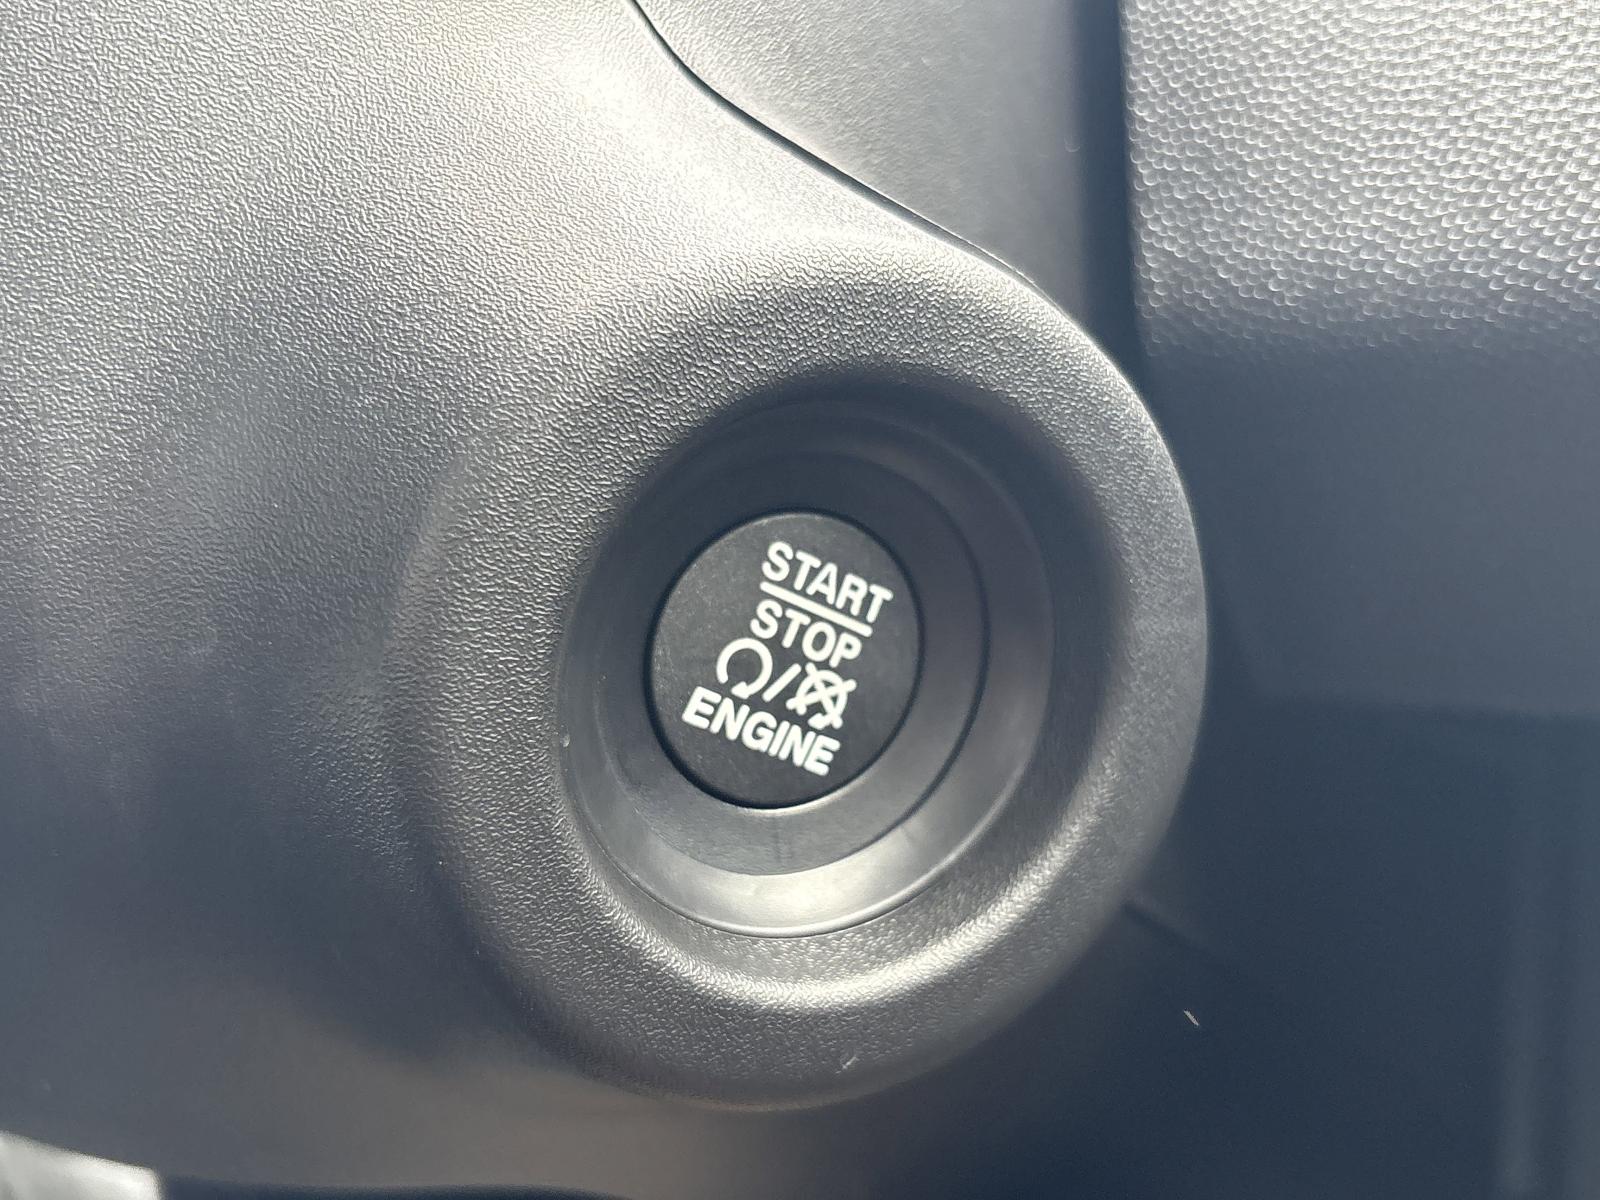 START
STOP
/
ENGINE